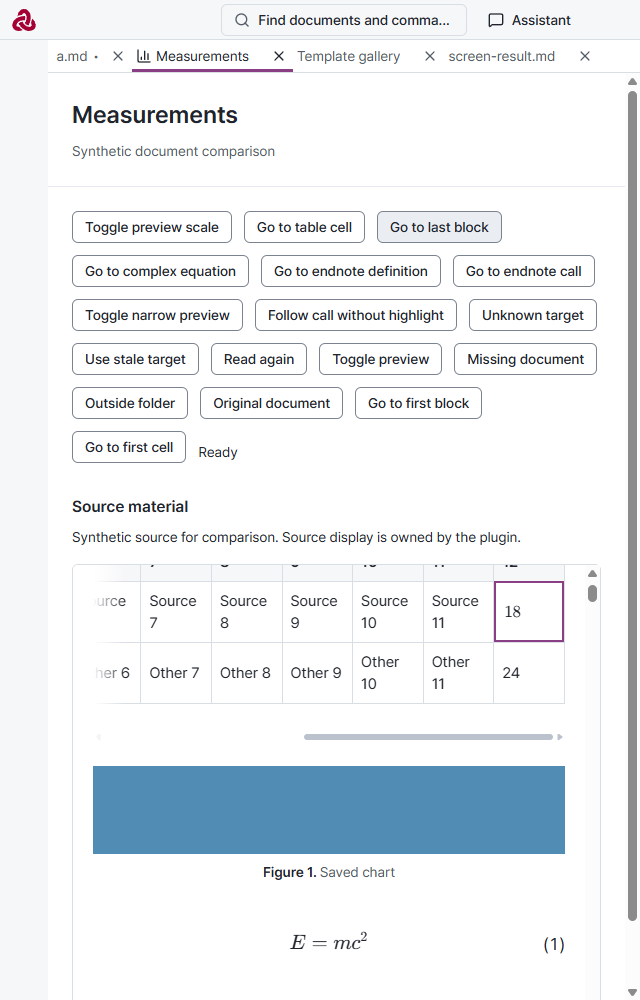 Find documents and comma...
Assistant
a.md •
Measurements
Template gallery
screen-result.md
Measurements
Synthetic document comparison
Toggle preview scale
Go to table cell
Go to last block
Go to complex equation
Go to endnote definition
Go to endnote call
Toggle narrow preview
Follow call without highlight
Unknown target
Use stale target
Read again
Toggle preview
Missing document
Outside folder
Original document
Go to first block
Go to first cell
Ready
Source material
Synthetic source for comparison. Source display is owned by the plugin.
Source 7
Source 8
Source 9
Source 10
Source 11
18
Other 7
Other 8
Other 9
Other 10
Other 11
24
Figure 1. Saved chart
E = mc² (1)